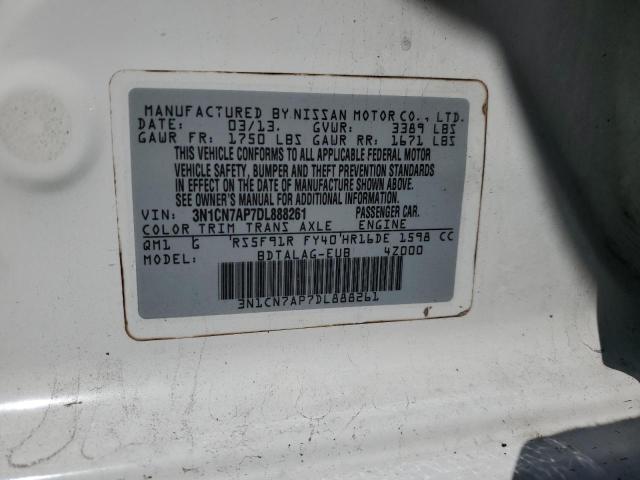 MANUFACTURED BY NISSAN MOTOR CO., LTD.
DATE: 03/13. GVWR: 3389 LBS
GAWR FR: 1750 LBS GAWR RR: 1671 LBS
THIS VEHICLE CONFORMS TO ALL APPLICABLE FEDERAL MOTOR
VEHICLE SAFETY, BUMPER AND THEFT PREVENTION STANDARDS
IN EFFECT ON THE DATE OF MANUFACTURE SHOWN ABOVE.
SEE OWNER'S MANUAL FOR ADDITIONAL INFORMATION.
VIN: 3N1CN7AP7DL888261 PASSENGER CAR.
COLOR TRIM TRANS AXLE ENGINE
QM1 G RS5F91R FY40 HR16DE 1598 CC
BDTALAG-EUB 4Z000
3N1CN7AP7DL888261